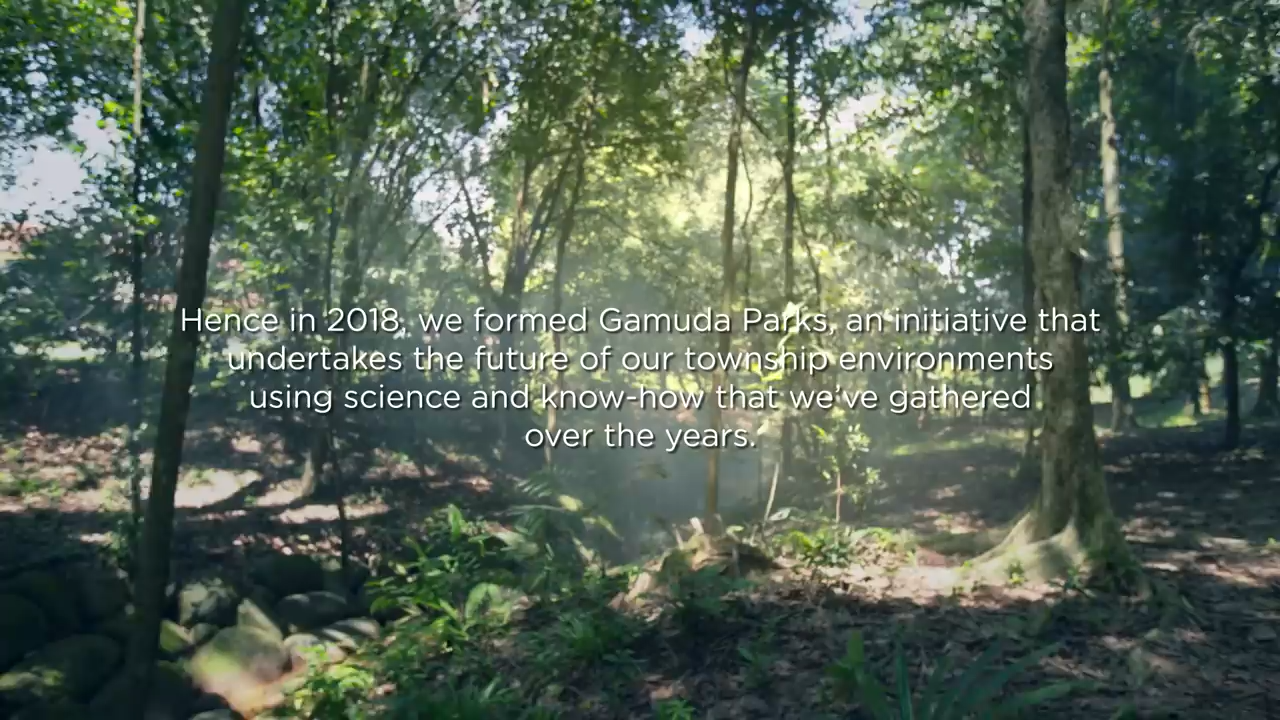 Hence in 2018, we formed Gamuda Parks, an initiative that
undertakes the future of our township environments
using science and know-how that we've gathered
over the years.